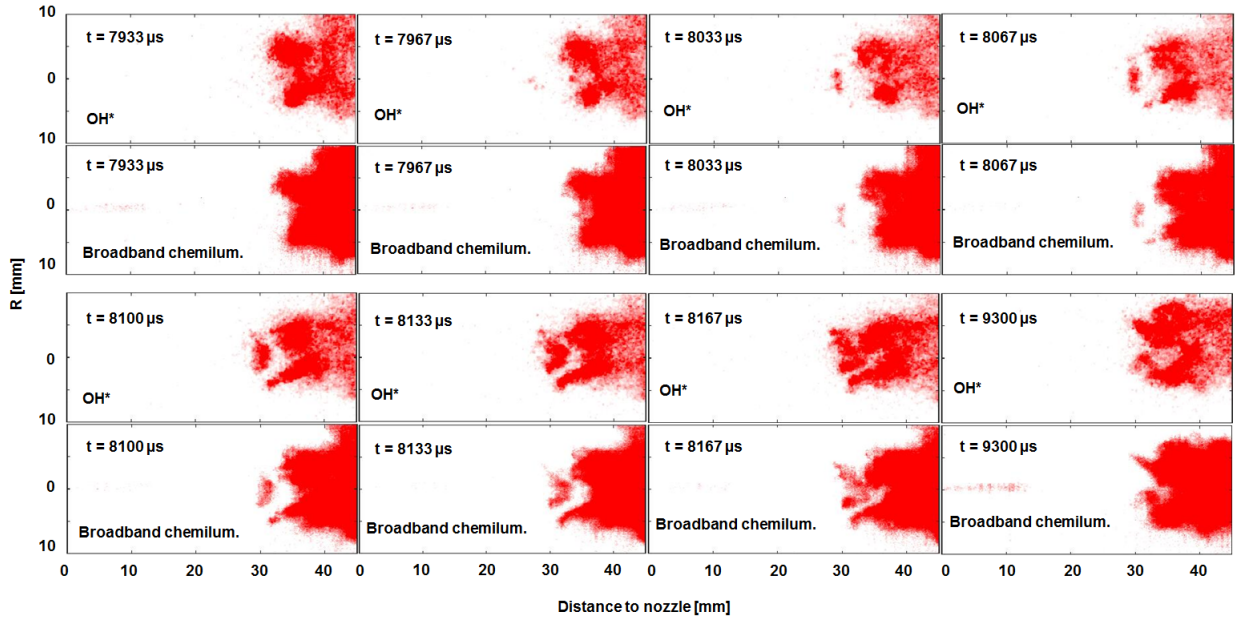 10
t = 7933 µs
t = 7967 µs
t = 8033 µs
t = 8067 µs
0
OH*
OH*
OH*
OH*
10
t = 7933 µs
t = 7967 µs
t = 8033 µs
t = 8067 µs
0
Broadband chemilum.
Broadband chemilum.
Broadband chemilum.
Broadband chemilum.
10
R [mm]
t = 8100 µs
t = 8133 µs
t = 8167 µs
t = 9300 µs
0
OH*
OH*
OH*
OH*
10
t = 8100 µs
t = 8133 µs
t = 8167 µs
t = 9300 µs
0
Broadband chemilum.
Broadband chemilum.
Broadband chemilum.
Broadband chemilum.
10
0 10 20 30 40 0 10 20 30 40 0 10 20 30 40 0 10 20 30 40
Distance to nozzle [mm]